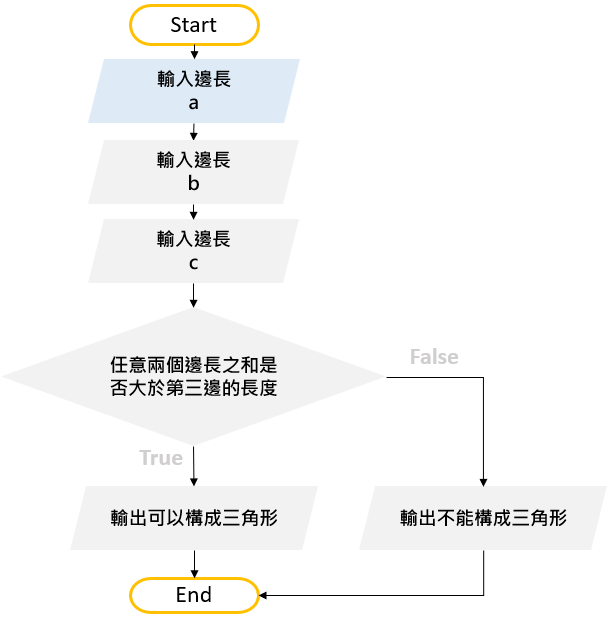 Start
輸入邊長
a
輸入邊長
b
輸入邊長
c
任意兩個邊長之和是
否大於第三邊的長度
False
True
輸出可以構成三角形
輸出不能構成三角形
End